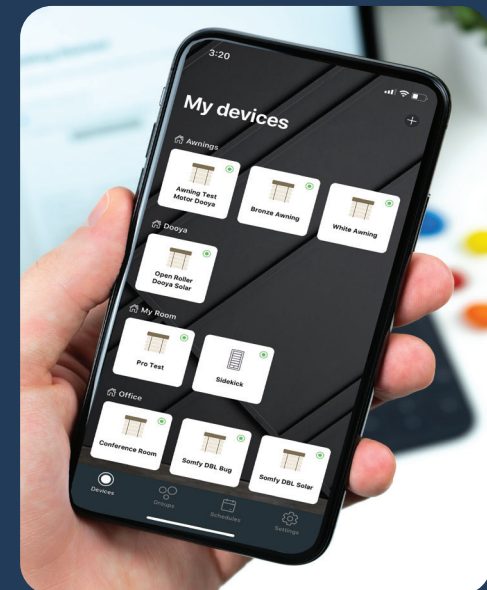 3:20
My devices
Awnings
Awning Test
Motor Dooya
Bronze Awning
White Awning
Dooya
Open Roller
Dooya Solar
My Room
Pro Test
Sidekick
Office
Conference Room
Somfy DBL Bug
Somfy DBL Solar
Devices
Groups
Schedules
Settings